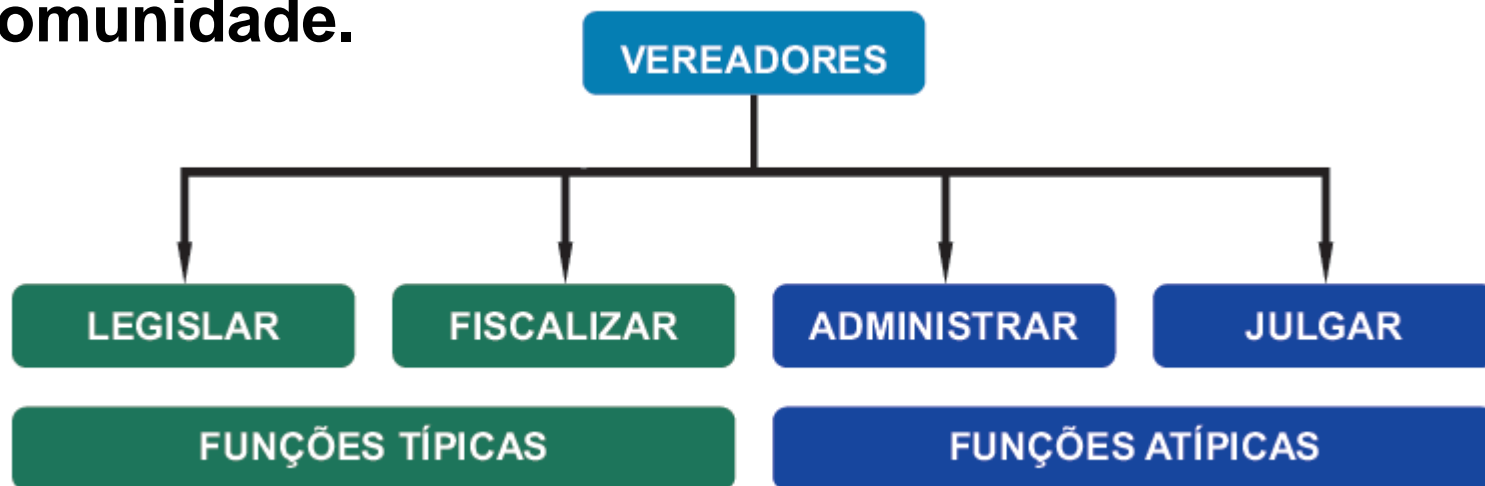 omunidade.
VEREADORES
LEGISLAR
FISCALIZAR
ADMINISTRAR
JULGAR
FUNÇÕES TÍPICAS
FUNÇÕES ATÍPICAS